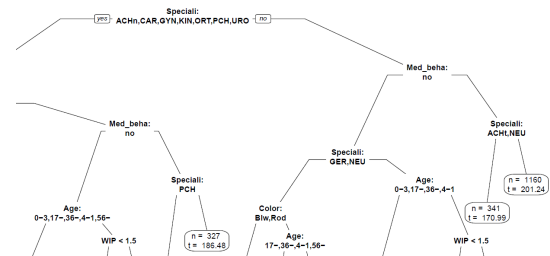 Speciali:
yes ACHn,CAR,GYN,KIN,ORT,PCH,URO no
Med_beha:
no
Med_beha:
no
Speciali:
ACHt,NEU
Speciali:
GER,NEU
Speciali:
PCH
Age:
0−3,17−,36−,4−1
n = 1160
t = 201.24
Age:
0−3,17−,36−,4−1,56−
Color:
Blw,Rod
n = 341
t = 170.99
n = 327
t = 186.48
Age:
17−,36−,4−1,56−
WIP < 1.5
WIP < 1.5